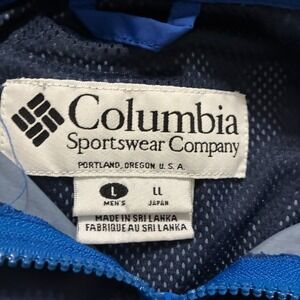 Columbia
Sportswear Company
PORTLAND, OREGON U.S.A.
L LL
MEN'S JAPAN
MADE IN SRI LANKA
FABRIQUE AU SRI LANKA